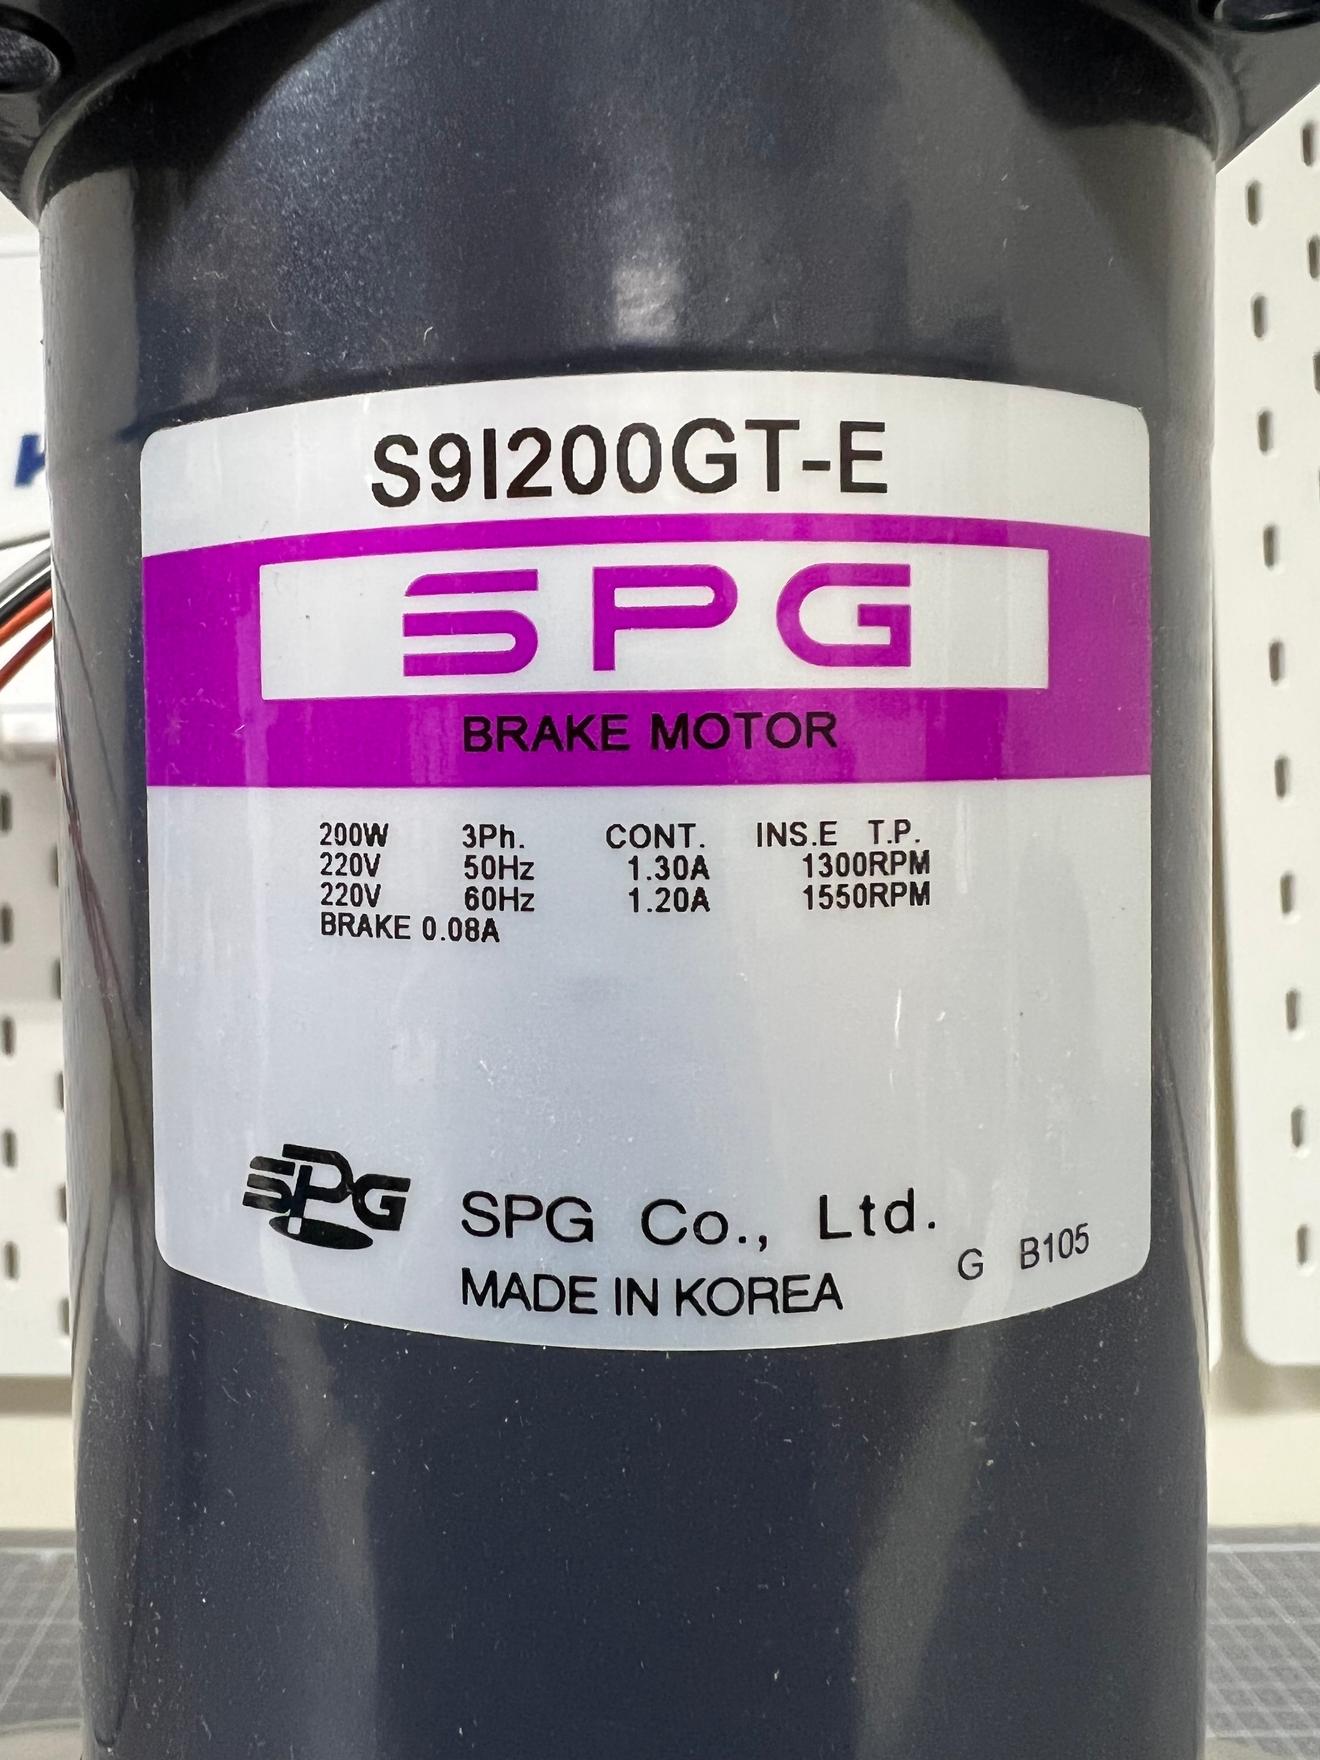 S9I200GT-E
SPG
BRAKE MOTOR
200W 3Ph. CONT. INS.E T.P.
220V 50Hz 1.30A 1300RPM
220V 60Hz 1.20A 1550RPM
BRAKE 0.08A
SPG
SPG Co., Ltd.
G B105
MADE IN KOREA